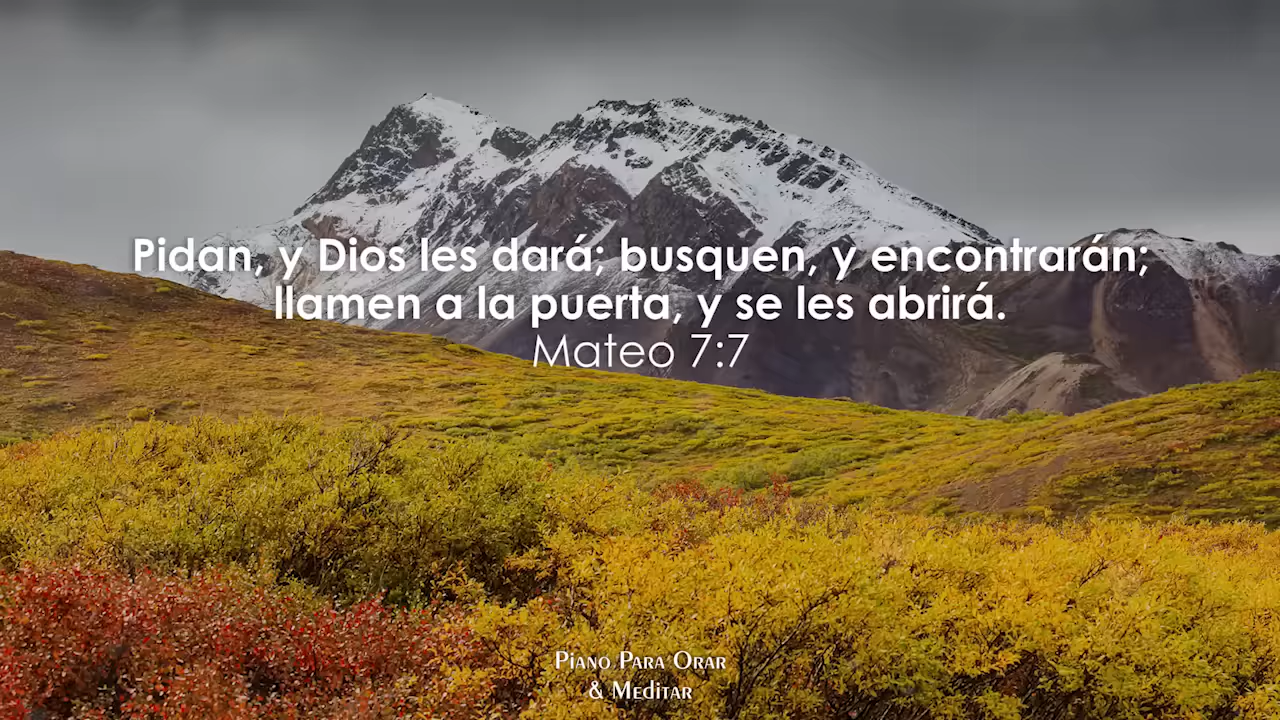 Pidan, y Dios les dará; busquen, y encontrarán;
llamen a la puerta, y se les abrirá.
Mateo 7:7
Piano Para Orar
& Meditar